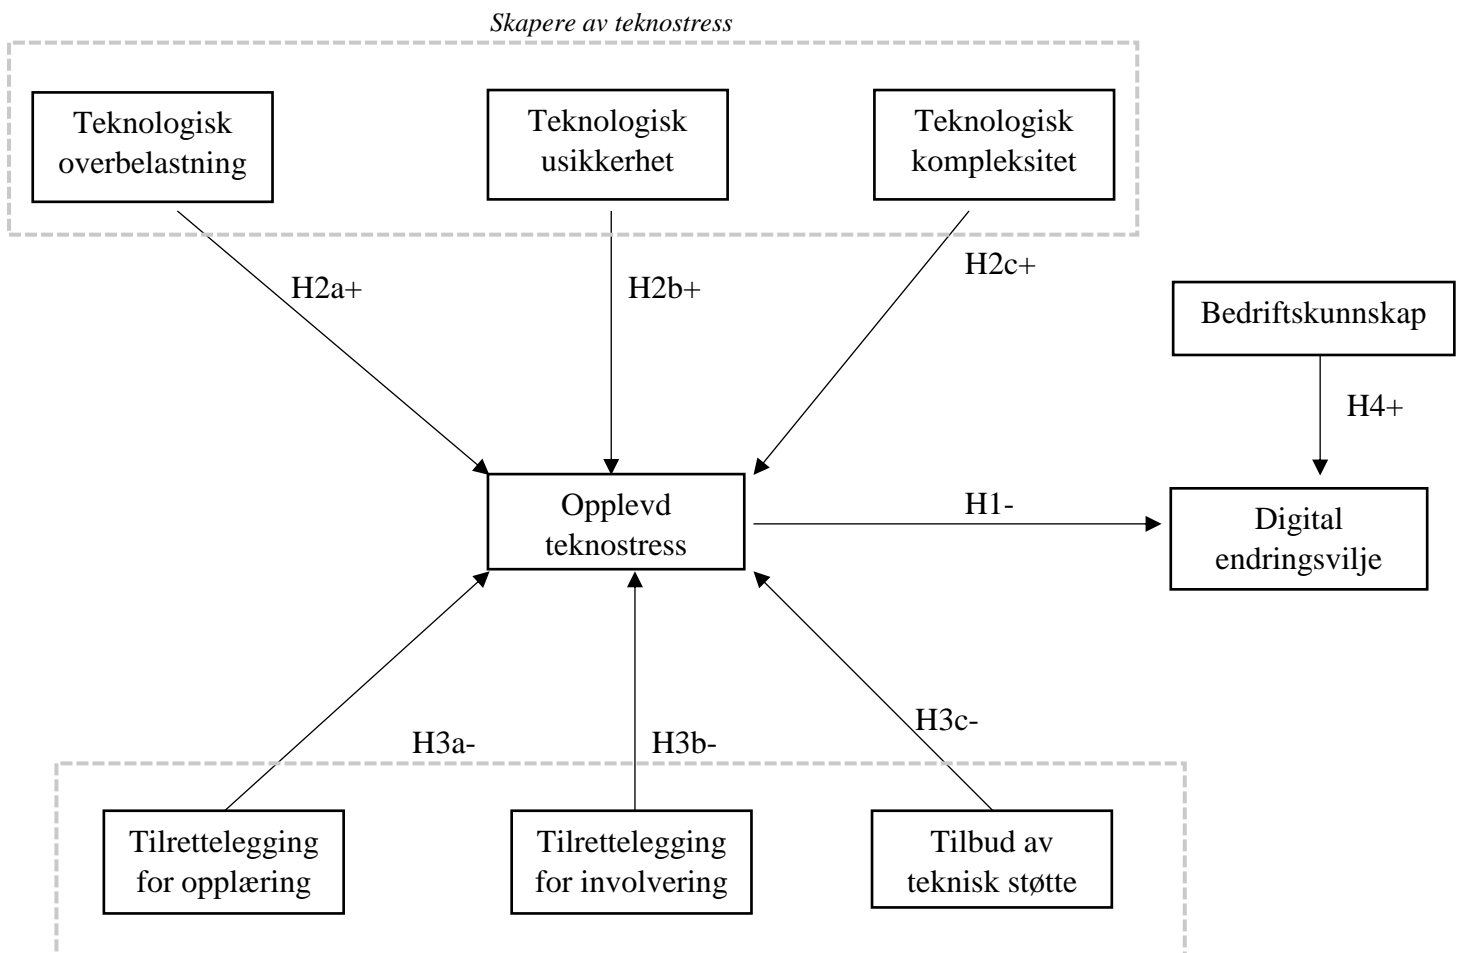 Skapere av teknostress
Teknologisk
overbelastning
Teknologisk
usikkerhet
Teknologisk
kompleksitet
H2a+
H2b+
H2c+
Bedriftskunnskap
H4+
Opplevd
teknostress
H1-
Digital
endringsvilje
H3a-
H3b-
H3c-
Tilrettelegging
for opplæring
Tilrettelegging
for involvering
Tilbud av
teknisk støtte